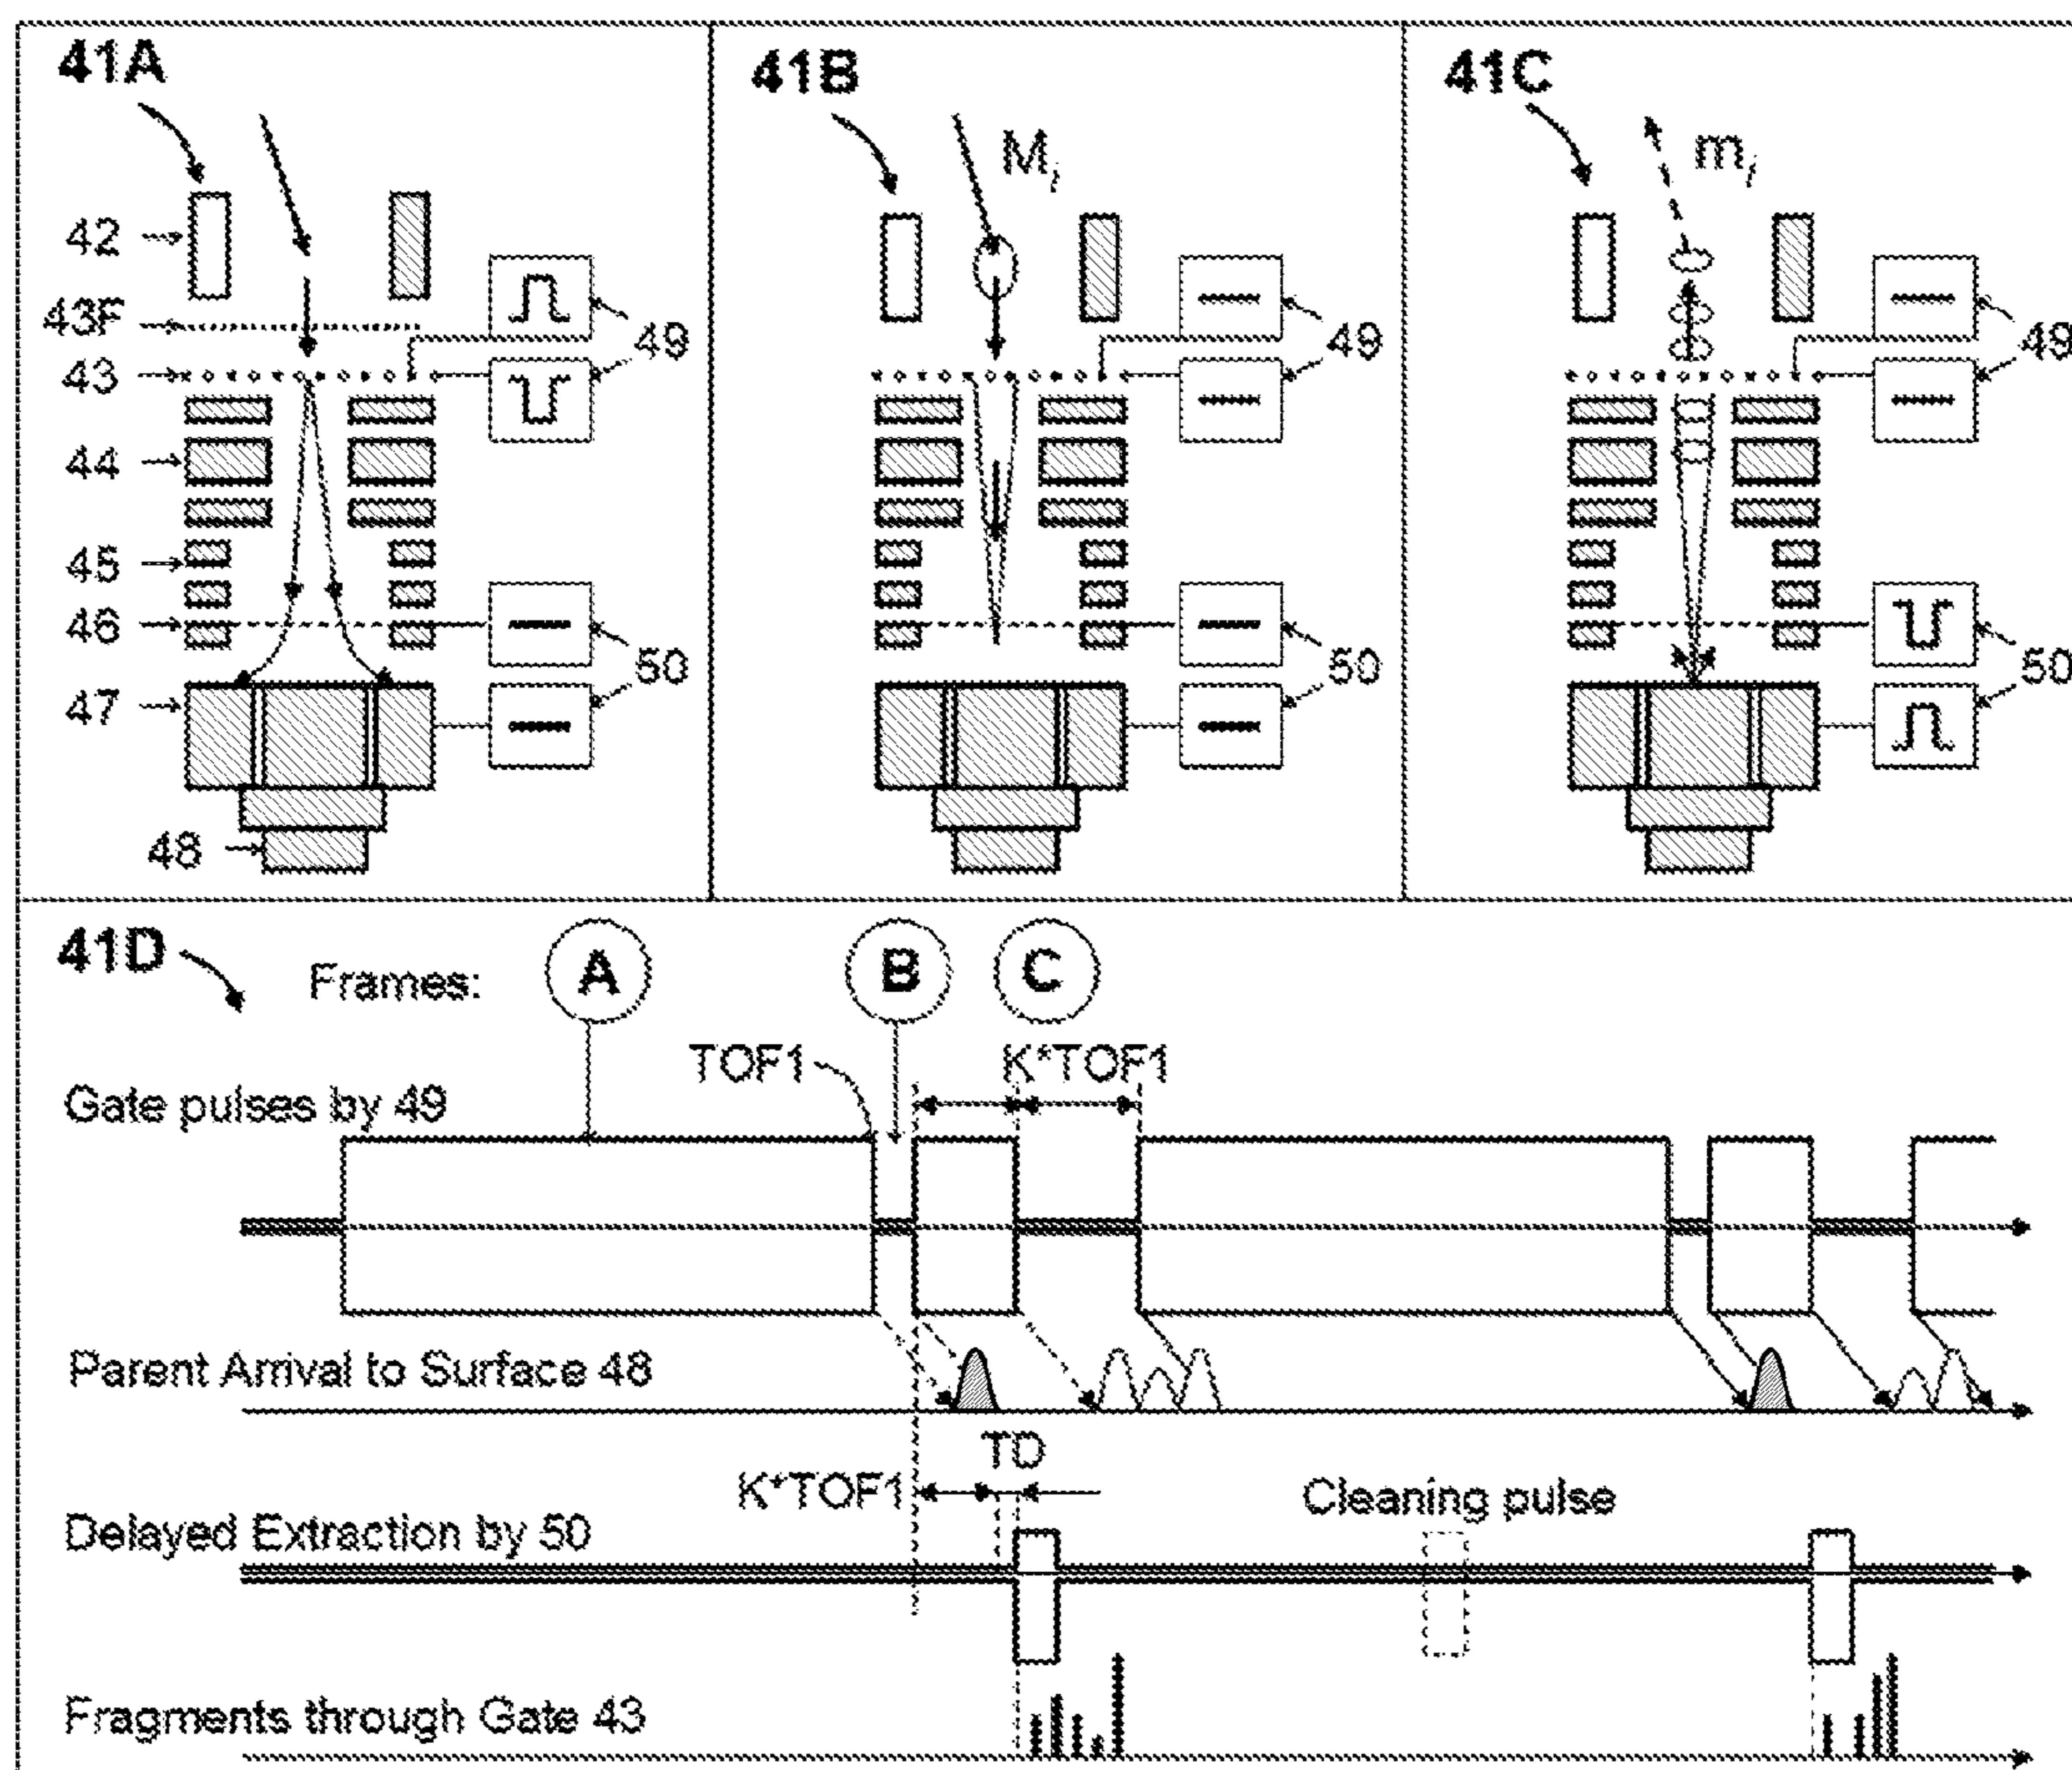 41A
41B
41C
M
m
42
43F
43
44
45
46
47
48
49
50
49
50
49
50
41D
Frames:
A
B
C
TOF1
K*TOF1
Gate pulses by 49
Parent Arrival to Surface 48
TD
K*TOF1
Cleaning pulse
Delayed Extraction by 50
Fragments through Gate 43